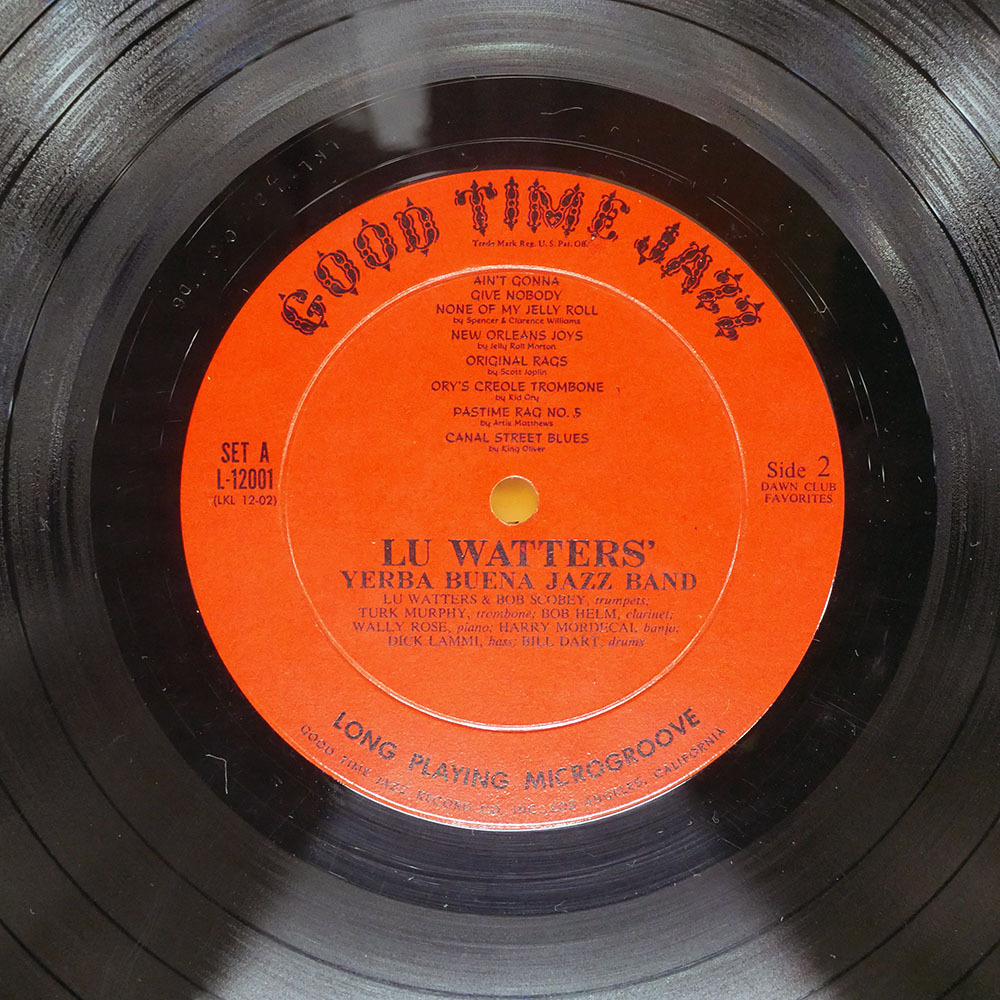 GOOD TIME JAZZ
Trade Mark Reg. U. S. Pat. Off.
AIN'T GONNA
GIVE NOBODY
NONE OF MY JELLY ROLL
by Spencer & Clarence Williams
NEW ORLEANS JOYS
by Jelly Roll Morton
ORIGINAL RAGS
by Scott Joplin
ORY'S CREOLE TROMBONE
by Kid Ory
PASTIME RAG NO. 5
by Artie Matthews
CANAL STREET BLUES
by King Oliver
SET A
L-12001
(LKL 12-02)
Side 2
DAWN CLUB
FAVORITES
LU WATTERS'
YERBA BUENA JAZZ BAND
LU WATTERS & BOB SCOBEY, trumpets;
TURK MURPHY, trombone; BOB HELM, clarinet;
WALLY ROSE, piano; HARRY MORDECAI, banjo;
DICK LAMMI, bass; BILL DART, drums
LONG PLAYING MICROGROOVE
GOOD TIME JAZZ RECORD CO. INC., LOS ANGELES, CALIFORNIA